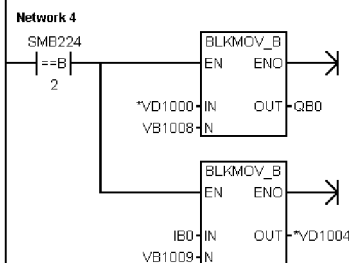 Network 4
SMB224
==B
2
BLKMOV_B
EN ENO
*VD1000 IN OUT QB0
VB1008 N
BLKMOV_B
EN ENO
IB0 IN OUT *VD1004
VB1009 N